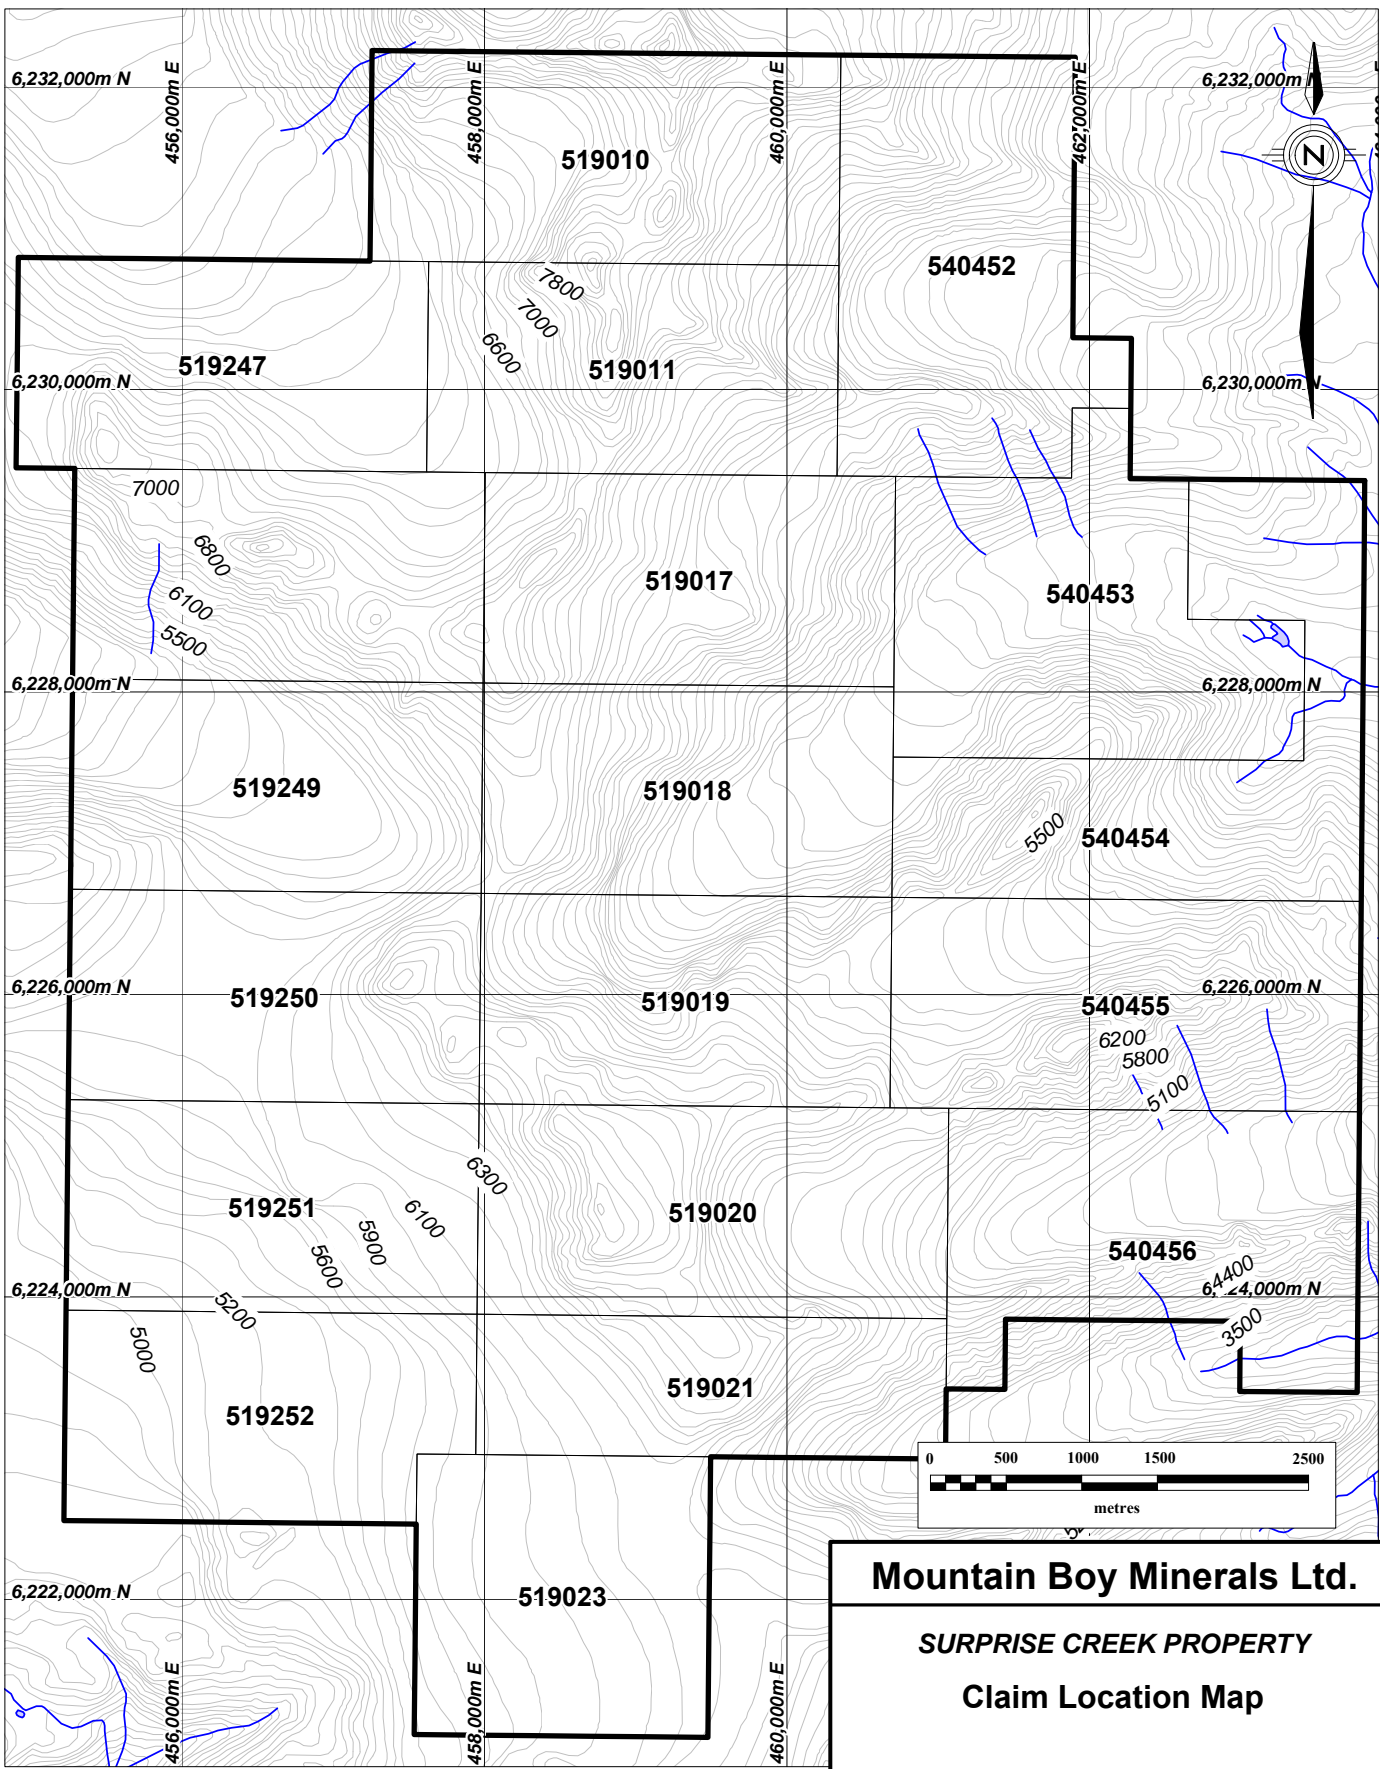 456,000m E
458,000m E
460,000m E
462,000m E
6,232,000m N
6,232,000m N
N
519010
540452
7800
7000
6600
519247
519011
6,230,000m N
6,230,000m N
7000
6800
6100
5500
519017
540453
6,228,000m N
6,228,000m N
519249
519018
5500
540454
6,226,000m N
519250
519019
540455
6,226,000m N
6200
5800
5100
6300
519251
6100
5900
5600
519020
540456
4400
6,224,000m N
5200
5000
3500
519021
519252
0 500 1000 1500 2500
metres
6,222,000m N
519023
456,000m E
458,000m E
460,000m E
Mountain Boy Minerals Ltd.
SURPRISE CREEK PROPERTY
Claim Location Map